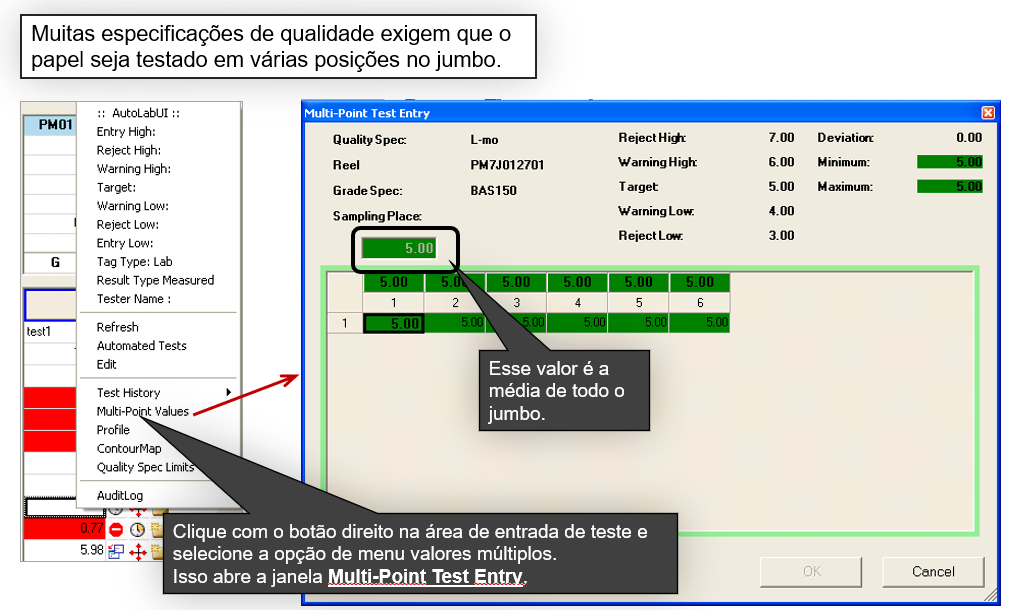 Muitas especificações de qualidade exigem que o
papel seja testado em várias posições no jumbo.
PM01
G
test1
0.77
5.98
:: AutoLabUI ::
Entry High:
Reject High:
Warning High:
Target:
Warning Low:
Reject Low:
Entry Low:
Tag Type: Lab
Result Type Measured
Tester Name :
Refresh
Automated Tests
Edit
Test History
Multi-Point Values
Profile
ContourMap
Quality Spec Limits
AuditLog
Multi-Point Test Entry
Quality Spec: L-mo Reject High: 7.00 Deviation: 0.00
Reel PM7J012701 Warning High: 6.00 Minimum: 5.00
Grade Spec: BAS150 Target: 5.00 Maximum: 5.00
Sampling Place: Warning Low: 4.00
Reject Low: 3.00
5.00
5.00 5.00 5.00 5.00 5.00 5.00
1 2 3 4 5 6
1 5.00 5.00 5.00 5.00 5.00 5.00
Esse valor é a
média de todo o
jumbo.
Clique com o botão direito na área de entrada de teste e
selecione a opção de menu valores múltiplos.
Isso abre a janela Multi-Point Test Entry.
OK Cancel